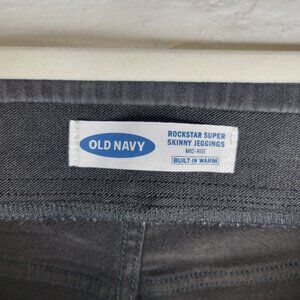 OLD NAVY
ROCKSTAR SUPER
SKINNY JEGGINGS
MID-RISE
BUILT-IN WARM